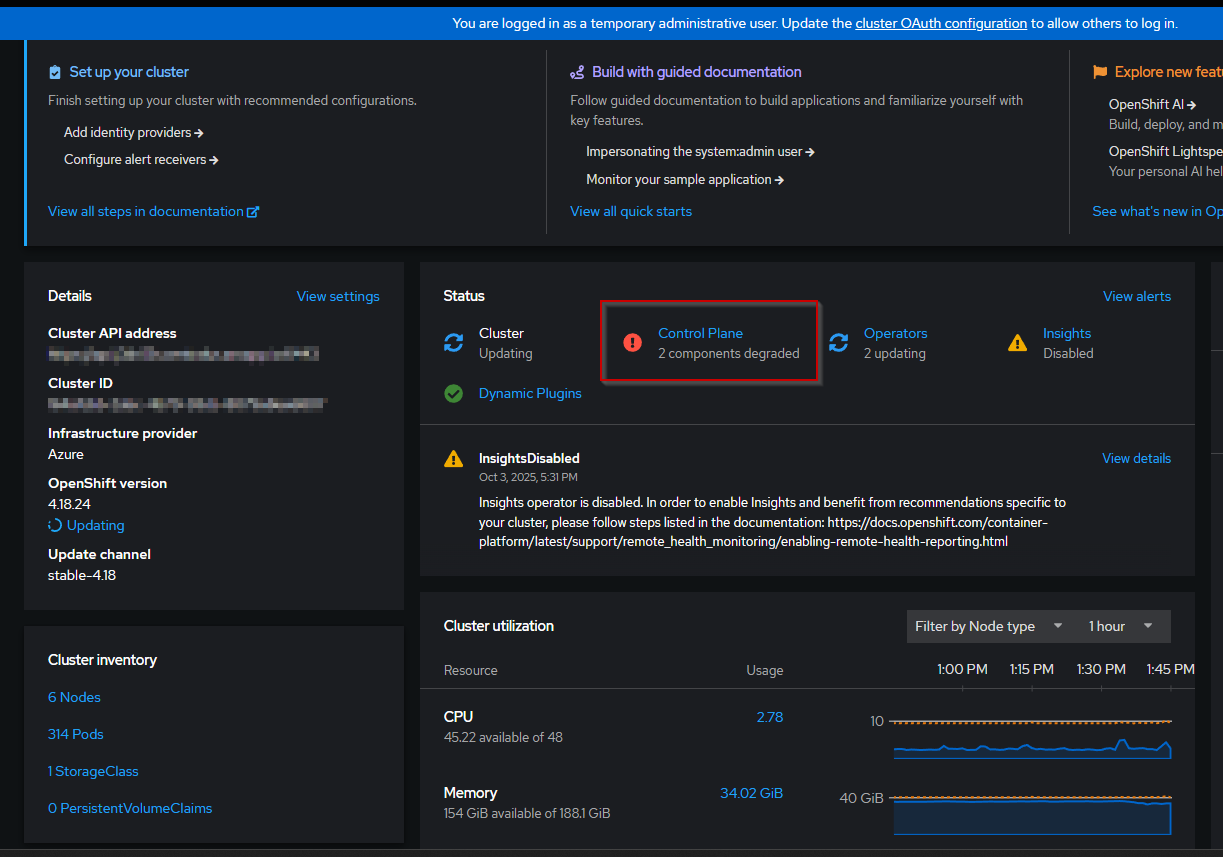 You are logged in as a temporary administrative user. Update the cluster OAuth configuration to allow others to log in.
Set up your cluster
Finish setting up your cluster with recommended configurations.
Add identity providers
Configure alert receivers
View all steps in documentation
Build with guided documentation
Follow guided documentation to build applications and familiarize yourself with
key features.
Impersonating the system:admin user
Monitor your sample application
View all quick starts
Explore new
OpenShift AI
Build, deploy, and
OpenShift
Your personal AI
See what's new in
Details
View settings
Cluster API address
Cluster ID
Infrastructure provider
Azure
OpenShift version
4.18.24
Updating
Update channel
stable-4.18
Cluster inventory
6 Nodes
314 Pods
1 StorageClass
0 PersistentVolumeClaims
Status
View alerts
Cluster
Updating
Control Plane
2 components degraded
Operators
2 updating
Insights
Disabled
Dynamic Plugins
InsightsDisabled
View details
Oct 3, 2025, 5:31 PM
Insights operator is disabled. In order to enable Insights and benefit from recommendations specific to
your cluster, please follow steps listed in the documentation: https://docs.openshift.com/container-
platform/latest/support/remote_health_monitoring/enabling-remote-health-reporting.html
Cluster utilization
Filter by Node type
1 hour
Resource
Usage
1:00 PM
1:15 PM
1:30 PM
1:45 PM
CPU
2.78
45.22 available of 48
10
Memory
34.02 GiB
154 GiB available of 188.1 GiB
40 GiB